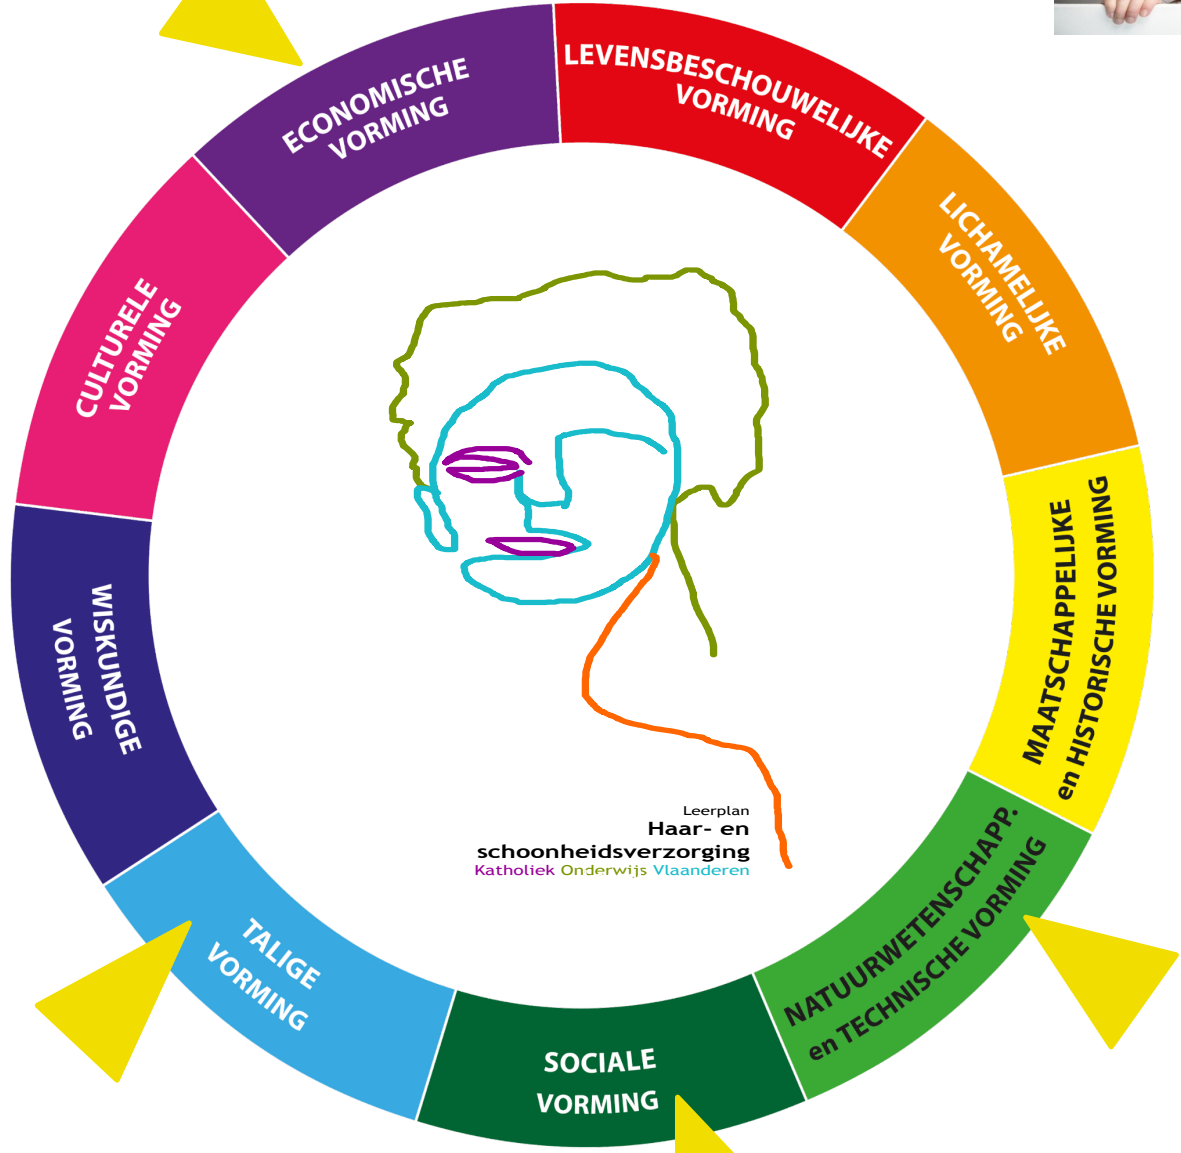 LEVENSBESCHOUWELIJKE
VORMING
LICHAMELIJKE
VORMING
MAATSCHAPPELIJKE
en HISTORISCHE VORMING
NATUURWETENSCHAPP.
en TECHNISCHE VORMING
SOCIALE
VORMING
TALIGE
VORMING
WISKUNDIGE
VORMING
CULTURELE
VORMING
ECONOMISCHE
VORMING
Leerplan
Haar- en
schoonheidsverzorging
Katholiek Onderwijs Vlaanderen